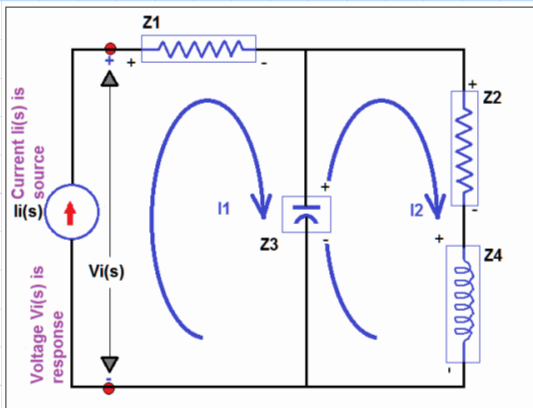 Z1
+
+
-
+
Z2
Current Ii(s) is
source
+
Ii(s)
I1
I2
-
+
Z3
-
Z4
Vi(s)
Voltage Vi(s) is
response
-
-